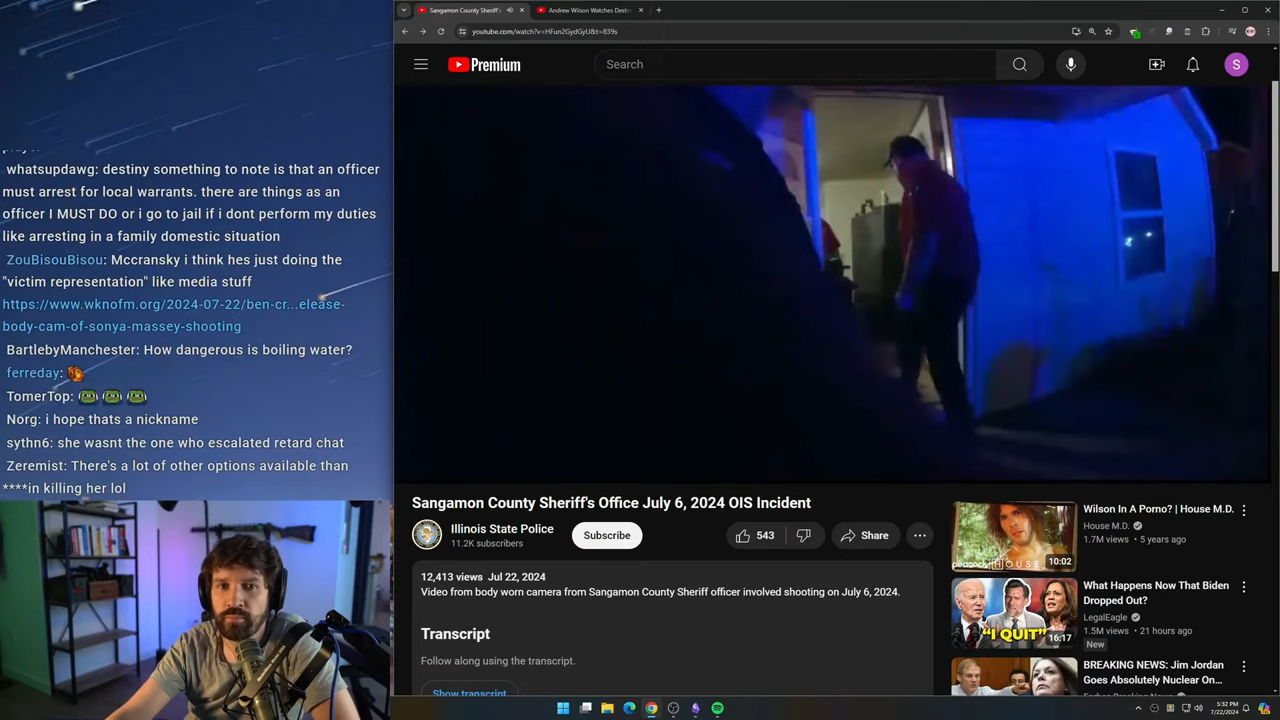 Sangamon County Sheriff's
Andrew Wilson Watches Desti
youtube.com/watch?v=HFun2GydGyU&t=839s
Premium
Search
S
whatsupdawg: destiny something to note is that an officer
must arrest for local warrants. there are things as an
officer I MUST DO or i go to jail if i dont perform my duties
like arresting in a family domestic situation
ZouBisouBisou: Mccransky i think hes just doing the
"victim representation" like media stuff
https://www.wknofm.org/2024-07-22/ben-cr...elease-
body-cam-of-sonya-massey-shooting
BartlebyManchester: How dangerous is boiling water?
ferreday:
TomerTop:
Norg: i hope thats a nickname
sythn6: she wasnt the one who escalated retard chat
Zeremist: There's a lot of other options available than
****in killing her lol
Sangamon County Sheriff's Office July 6, 2024 OIS Incident
Illinois State Police
11.2K subscribers
Subscribe
543
Share
12,413 views Jul 22, 2024
Video from body worn camera from Sangamon County Sheriff officer involved shooting on July 6, 2024.
Transcript
Follow along using the transcript.
Show transcript
Wilson In A Porno? | House M.D.
House M.D.
1.7M views • 5 years ago
peacock HOUSE
10:02
What Happens Now That Biden
Dropped Out?
LegalEagle
1.5M views • 21 hours ago
New
"I QUIT"
16:17
BREAKING NEWS: Jim Jordan
Goes Absolutely Nuclear On...
Forbes Breaking News
5:32 PM
7/22/2024